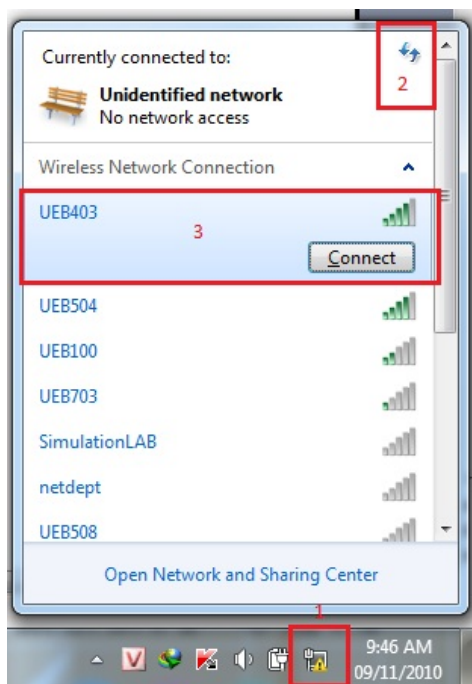 Currently connected to:
2
Unidentified network
No network access
Wireless Network Connection
UEB403
3
Connect
UEB504
UEB100
UEB703
SimulationLAB
netdept
UEB508
Open Network and Sharing Center
1
9:46 AM
09/11/2010